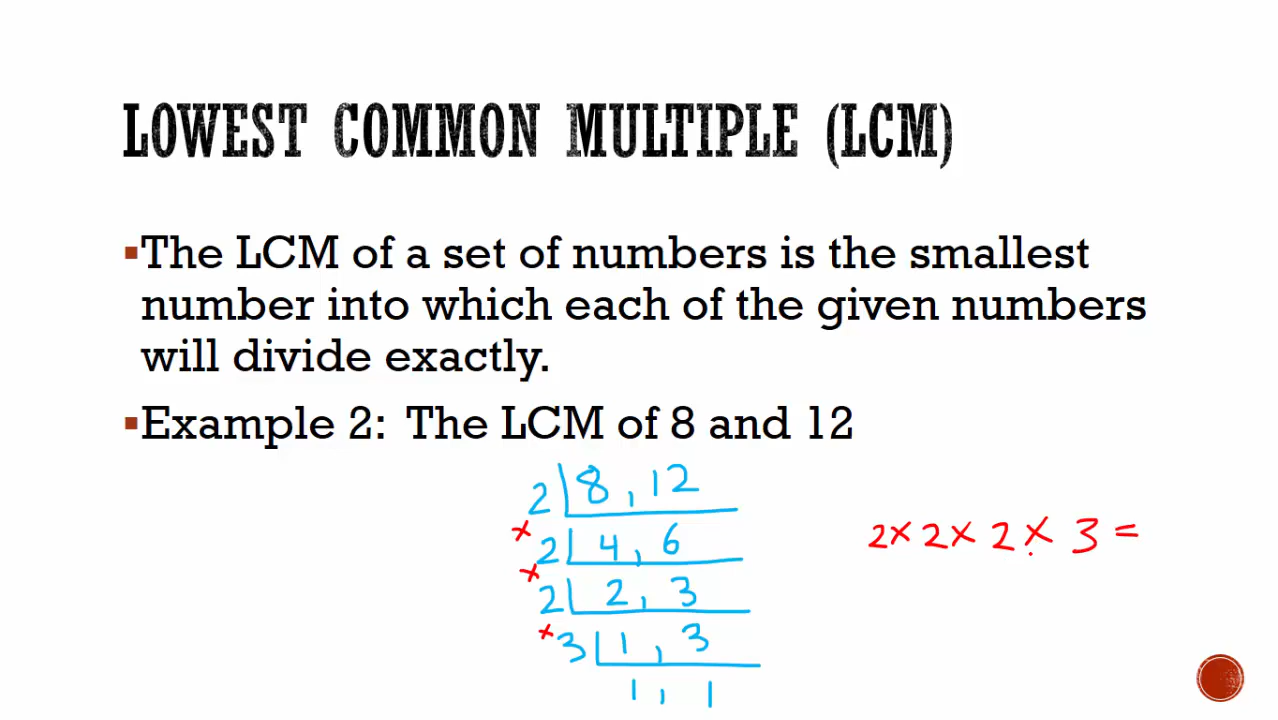 LOWEST COMMON MULTIPLE (LCM)
▪The LCM of a set of numbers is the smallest
number into which each of the given numbers
will divide exactly.
▪Example 2: The LCM of 8 and 12
2 | 8, 12
×
2 | 4, 6
×
2 | 2, 3
×
3 | 1, 3
1, 1
2 × 2 × 2 × 3 =